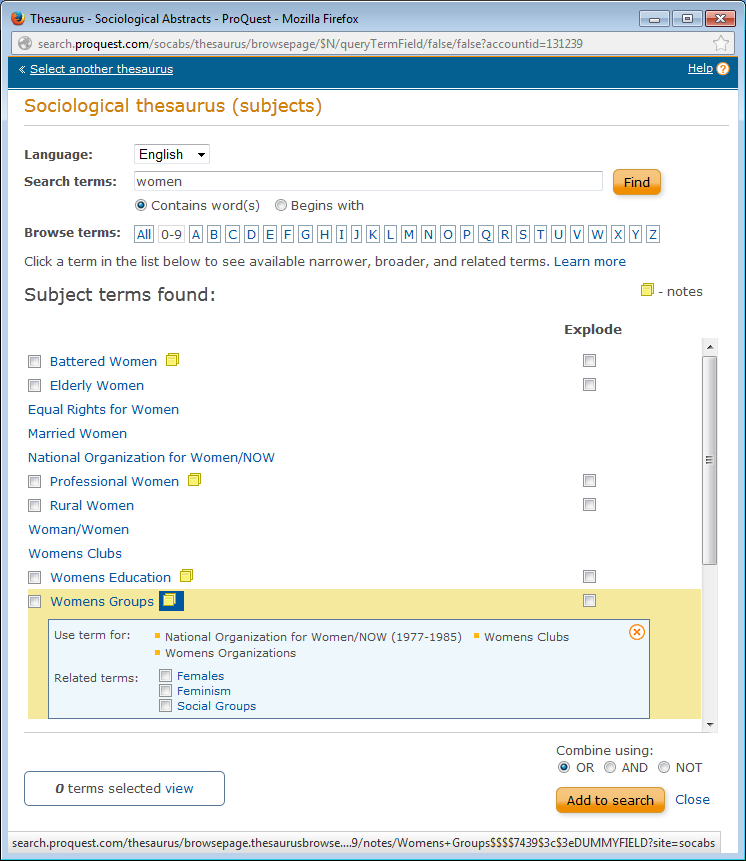 Thesaurus - Sociological Abstracts - ProQuest - Mozilla Firefox
search.proquest.com/socabs/thesaurus/browsepage/$N/queryTermField/false/false?accountid=131239
« Select another thesaurus Help ?
Sociological thesaurus (subjects)
Language: English
Search terms: women Find
Contains word(s) Begins with
Browse terms: All 0-9 A B C D E F G H I J K L M N O P Q R S T U V W X Y Z
Click a term in the list below to see available narrower, broader, and related terms. Learn more
Subject terms found: - notes
Explode
Battered Women
Elderly Women
Equal Rights for Women
Married Women
National Organization for Women/NOW
Professional Women
Rural Women
Woman/Women
Womens Clubs
Womens Education
Womens Groups
Use term for: National Organization for Women/NOW (1977-1985) Womens Clubs
Womens Organizations
Related terms: Females
Feminism
Social Groups
Combine using:
OR AND NOT
0 terms selected view
Add to search Close
search.proquest.com/thesaurus/browsepage.thesaurusbrowse....9/notes/Womens+Groups$$$$7439$3c$3eDUMMYFIELD?site=socabs